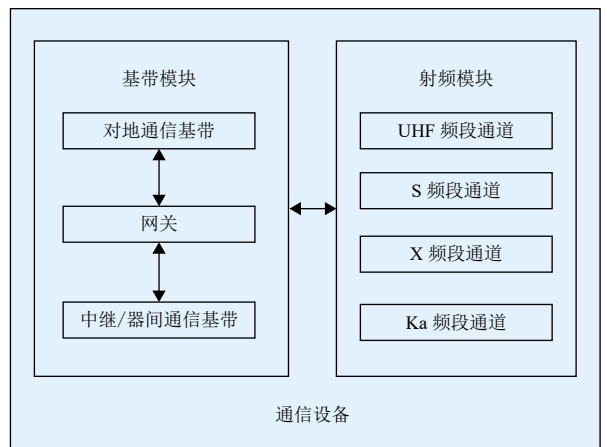 基带模块
对地通信基带
网关
中继/器间通信基带
射频模块
UHF 频段通道
S 频段通道
X 频段通道
Ka 频段通道
通信设备